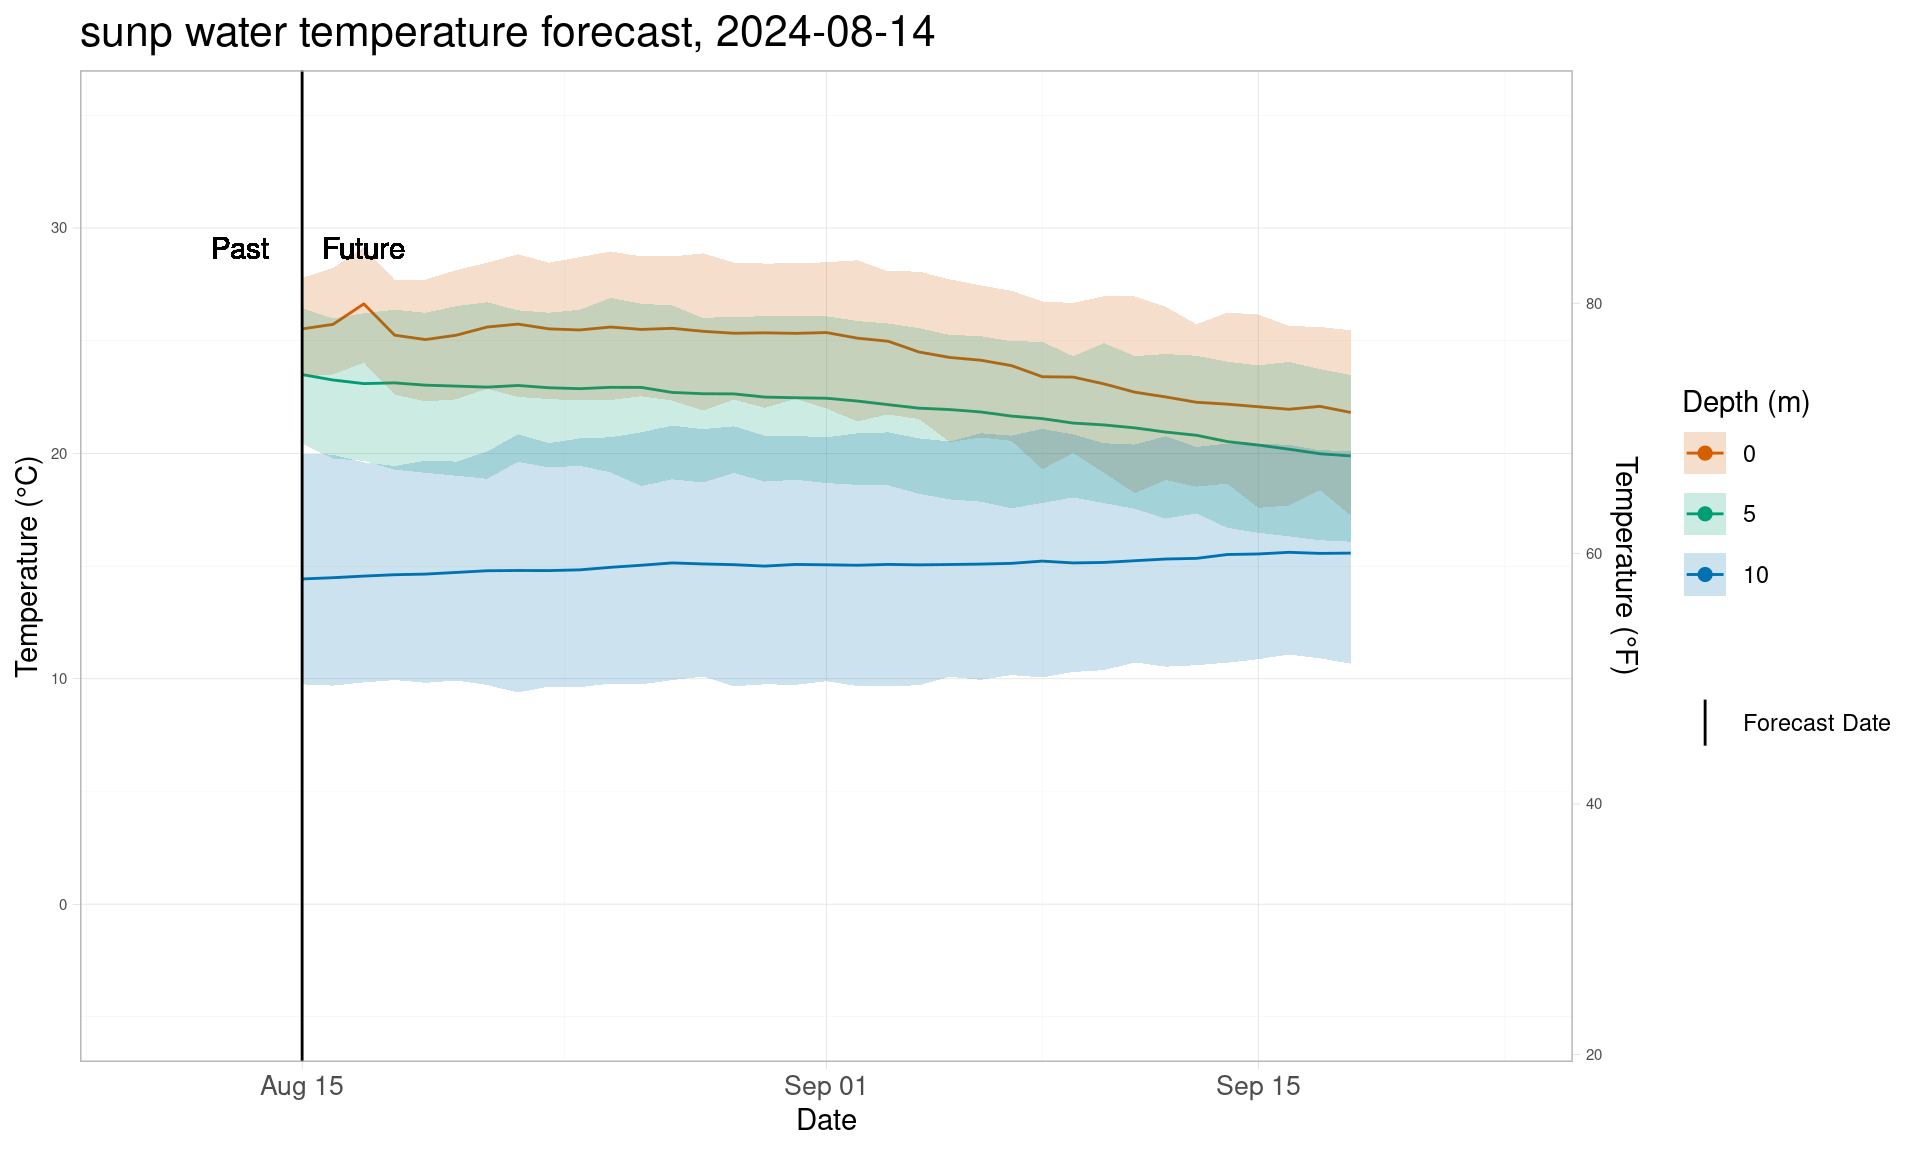 sunp water temperature forecast, 2024-08-14
Past
Future
30
20
10
0
Temperature (°C)
80
60
40
20
Temperature (°F)
Aug 15
Sep 01
Sep 15
Date
Depth (m)
0
5
10
Forecast Date